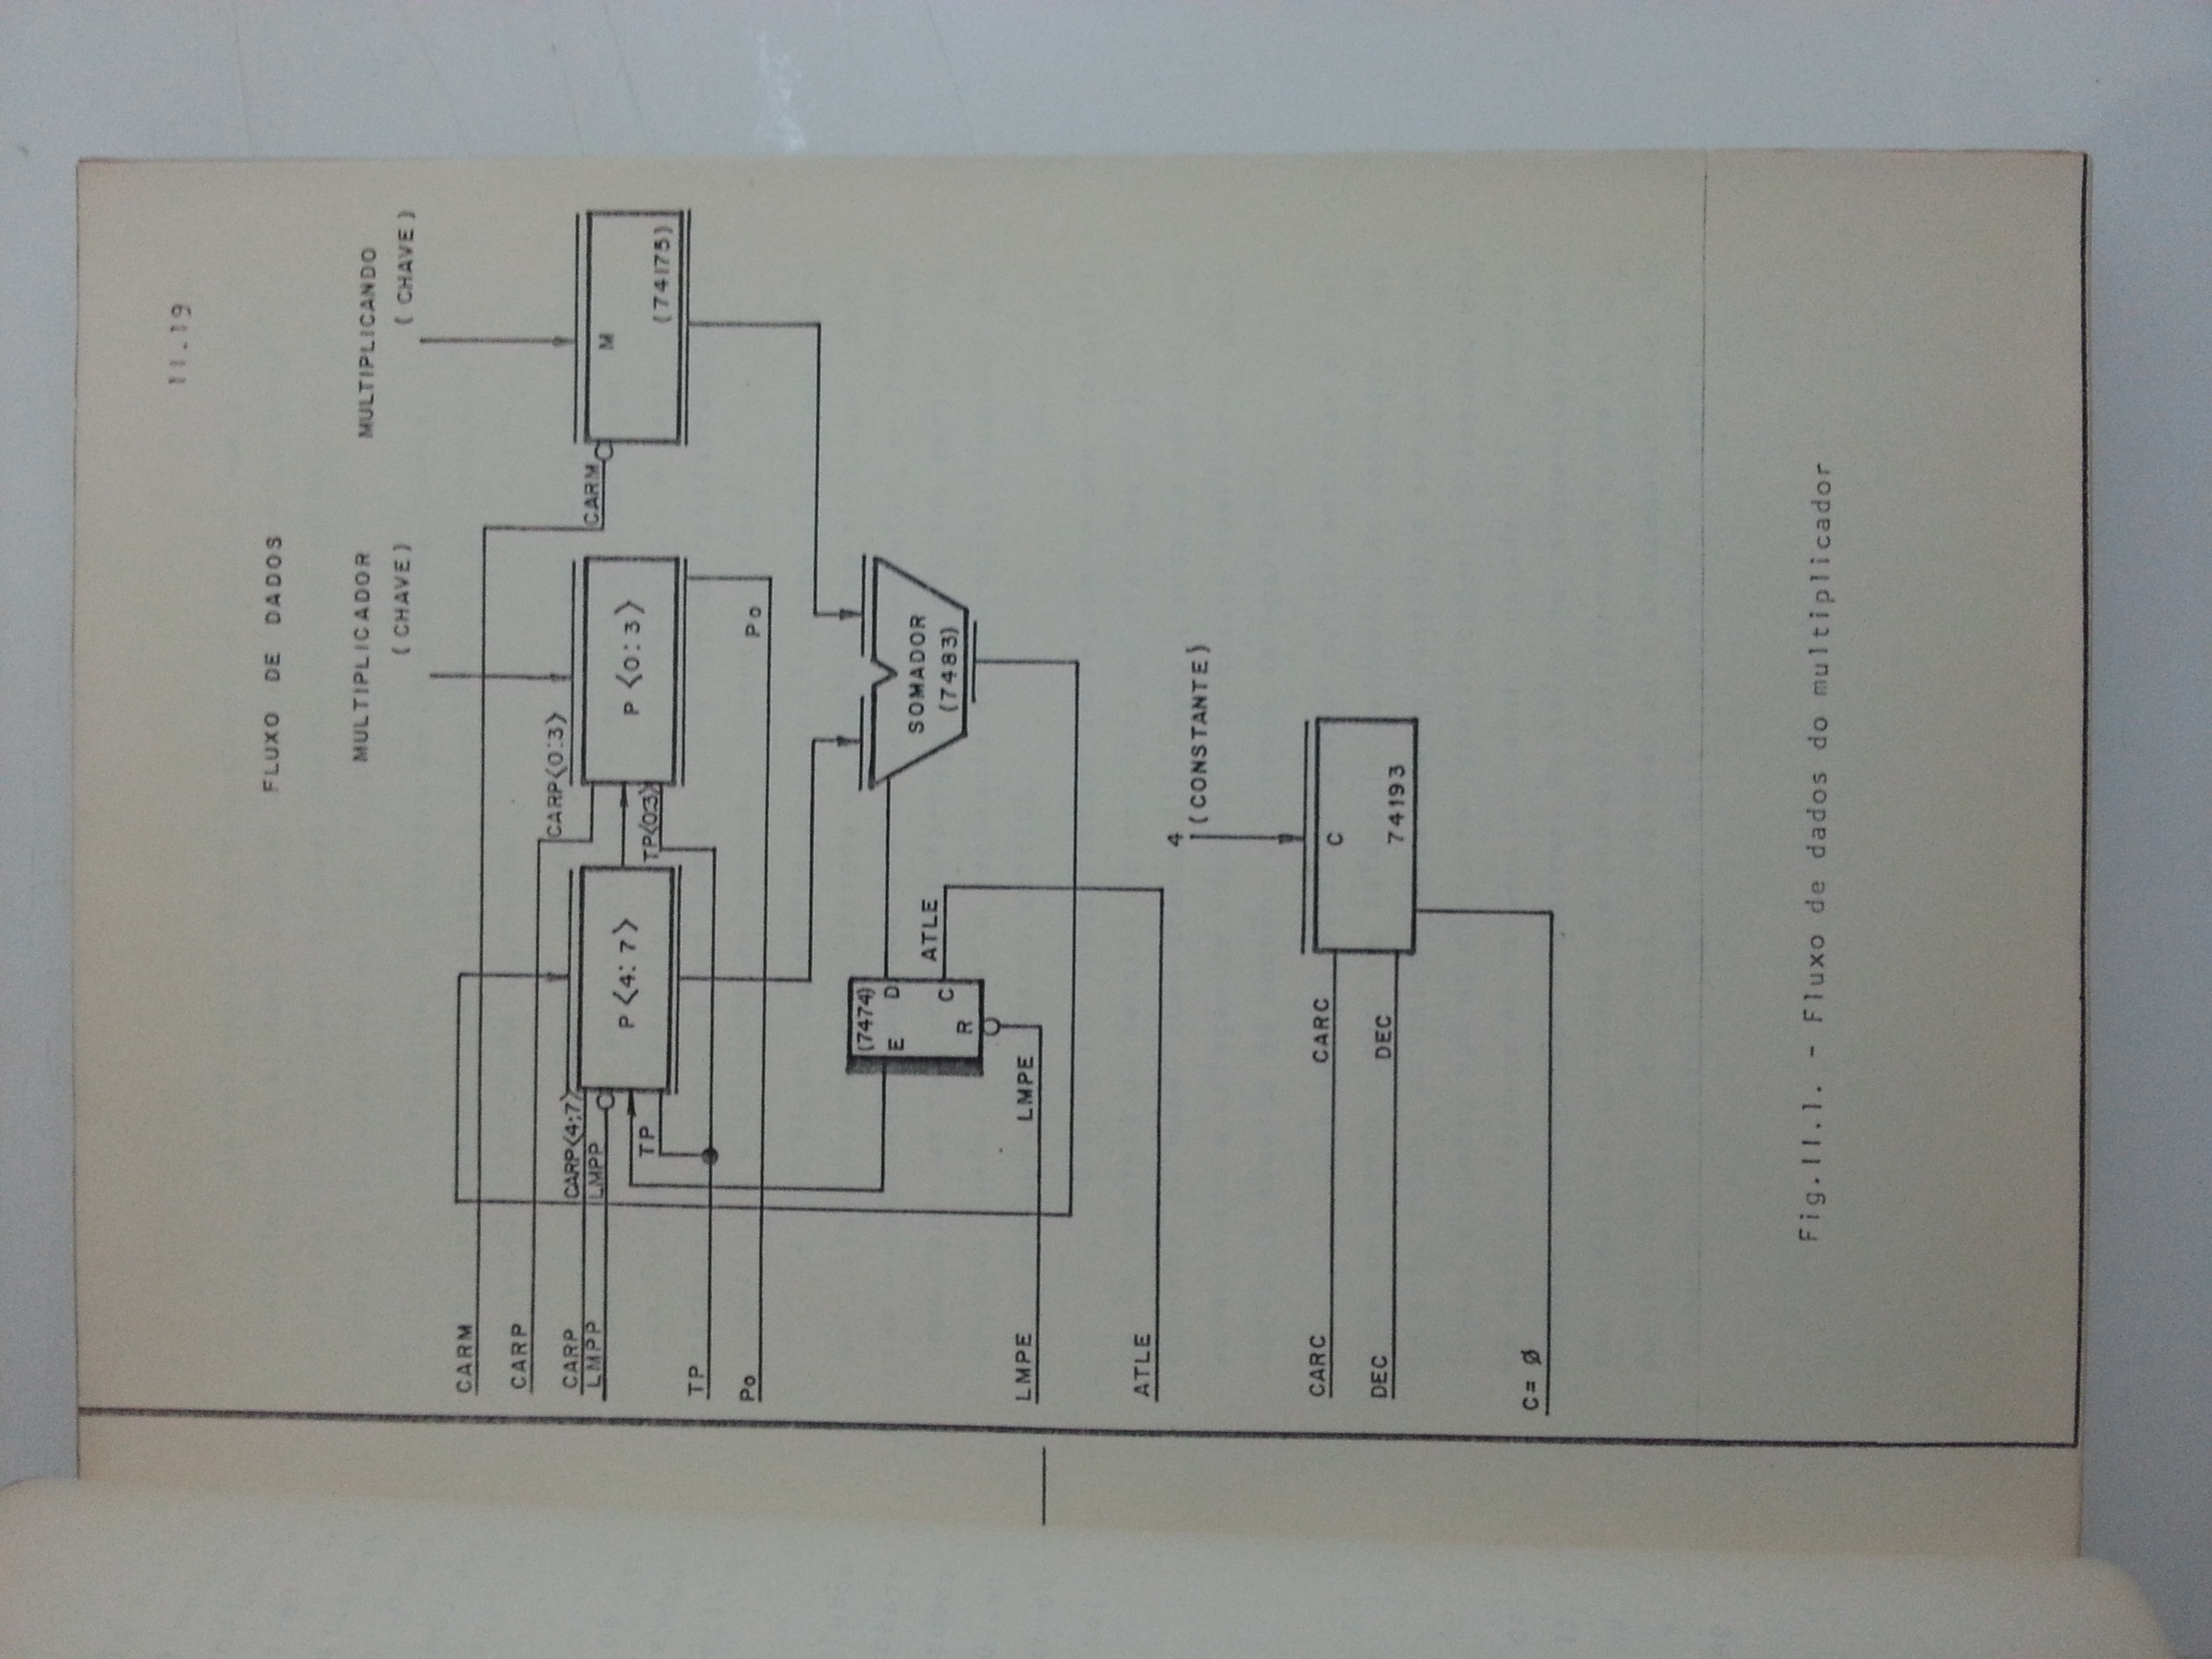 11.19
FLUXO DE DADOS
MULTIPLICADOR
(CHAVE)
MULTIPLICANDO
(CHAVE)
CARM
CARM
M
(74175)
CARP
CARP<0:3>
P <0:3>
TP<0:3>
CARP
CARP<4:7>
LMPP
LMPP
P <4:7>
TP
TP
Po
Po
(7474)
E
D
C
R
ATLE
SOMADOR
(7483)
LMPE
LMPE
ATLE
4
(CONSTANTE)
CARC
CARC
C
74193
DEC
DEC
C= Ø
Fig.11.1. - Fluxo de dados do multiplicador